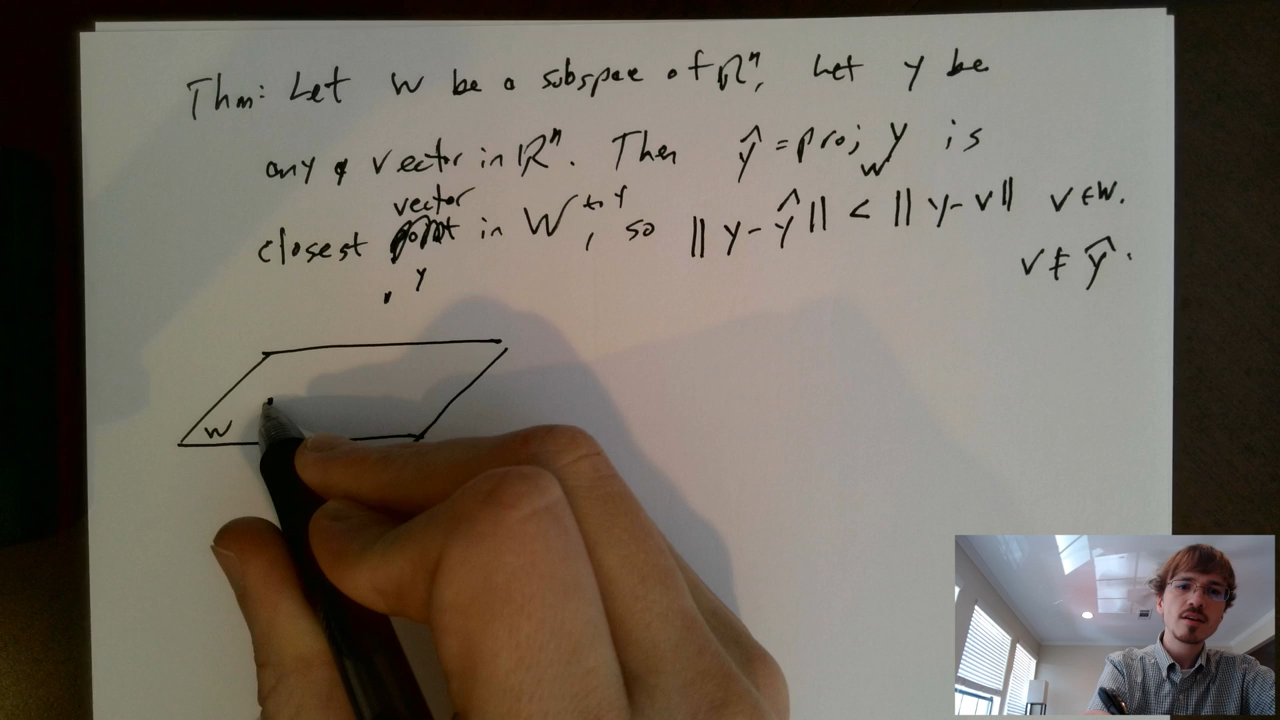 Thm: Let W be a subspae of ℝⁿ, Let y be
any vector in ℝⁿ. Then ŷ = proj_W y is
vector
closest in W to y, so ‖y-ŷ‖ < ‖y-v‖ v∈W.
v≠ŷ.
y
W